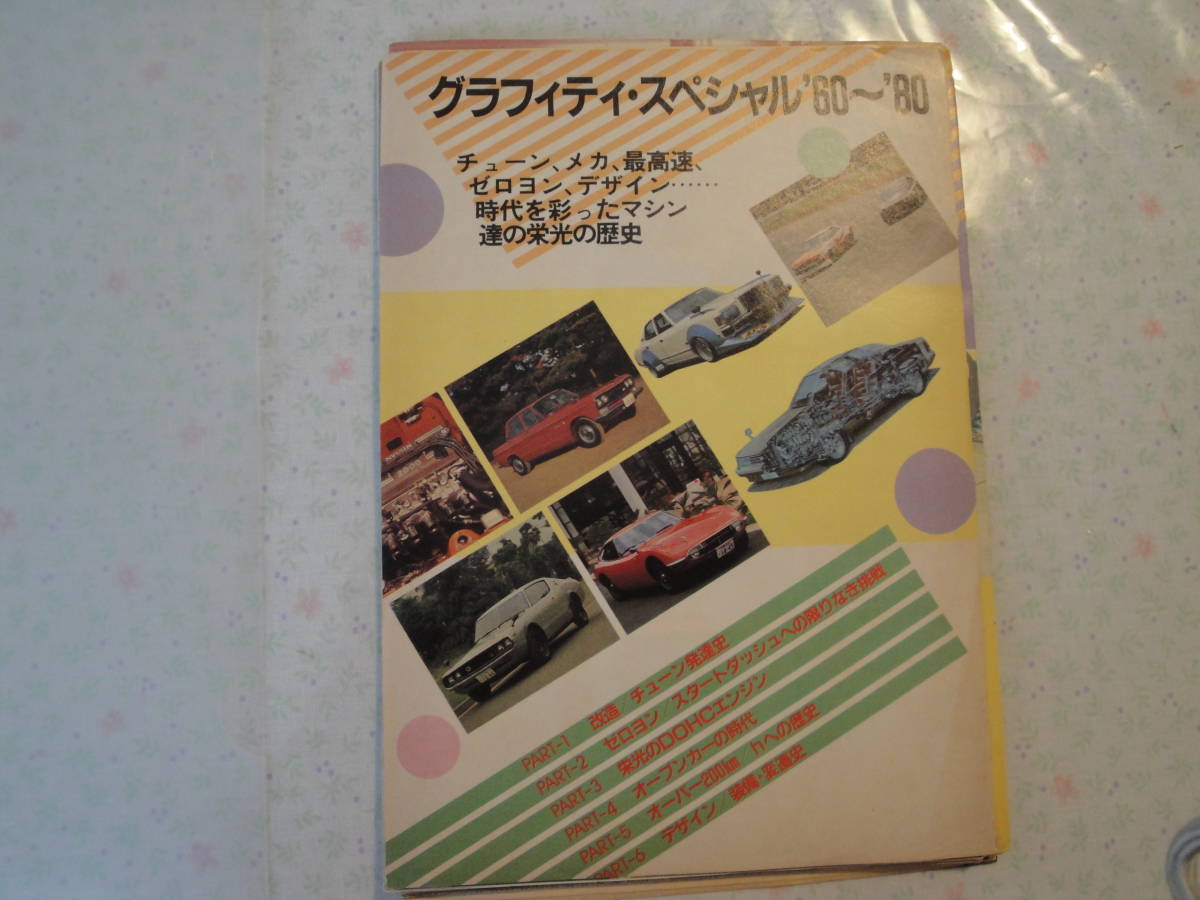 グラフィティ・スペシャル'60〜'80
チューン、メカ、最高速、
ゼロヨン、デザイン……
時代を彩ったマシン
達の栄光の歴史
PART-1 改造/チューン発達史
PART-2 ゼロヨン/スタートダッシュへの限りなき挑戦
PART-3 栄光のDOHCエンジン
PART-4 オープンカーの時代
PART-5 オーバー200km/hへの歴史
PART-6 デザイン/装備・変遷史